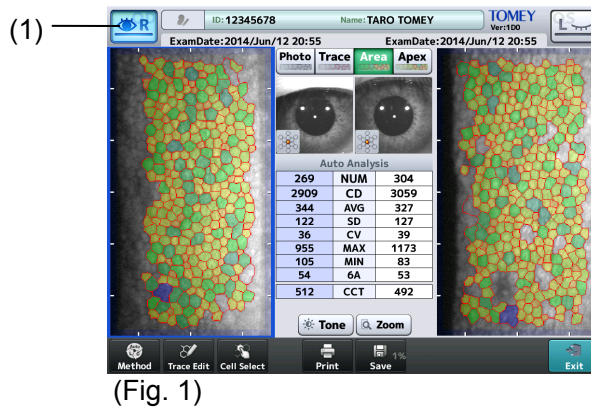 (1)
R
ID:12345678
Name:TARO TOMEY
TOMEY
Ver:1D0
OS
L
ExamDate:2014/Jun/12 20:55
ExamDate:2014/Jun/12 20:55
Photo
Trace
Area
Apex
Auto Analysis
269 NUM 304
2909 CD 3059
344 AVG 327
122 SD 127
36 CV 39
955 MAX 1173
105 MIN 83
54 6A 53
512 CCT 492
Tone
Zoom
Method
Trace Edit
Cell Select
Print
Save
1%
Exit
(Fig. 1)